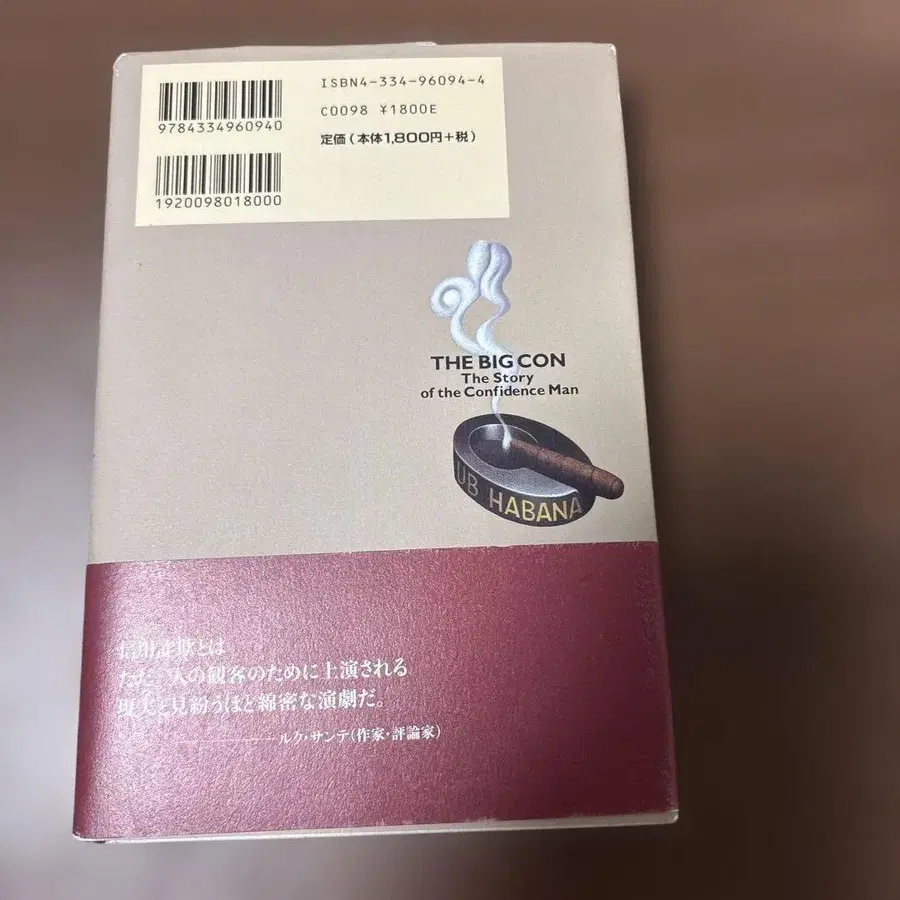 ISBN4-334-96094-4
C0098 ¥1800E
定価(本体1,800円+税)
9784334960940
1920098018000
THE BIG CON
The Story
of the Confidence Man
UB HABANA
信用詐欺とは
ただ一人の観客のために上演される
現実と見紛うほど綿密な演劇だ。
ルク・サンテ(作家・評論家)